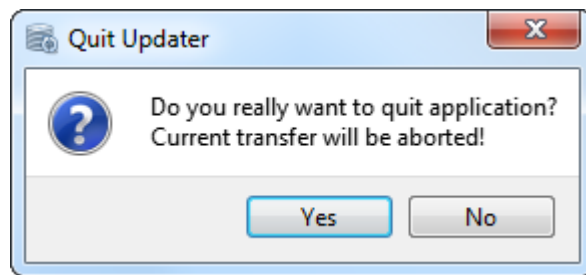 Quit Updater
Do you really want to quit application?
Current transfer will be aborted!
Yes
No